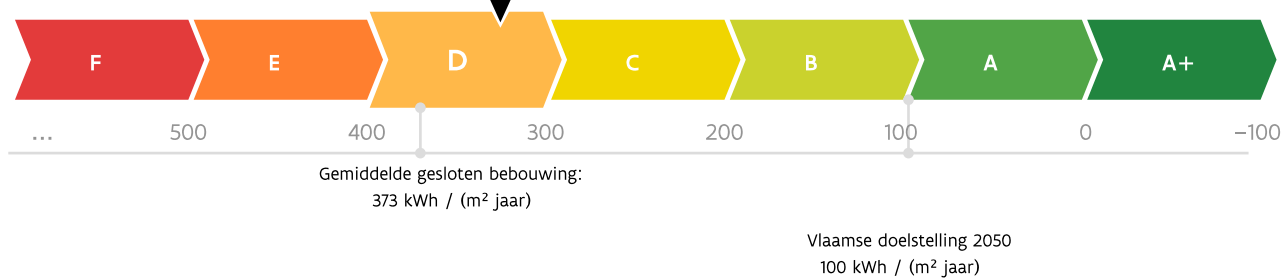 F E D C B A A+
... 500 400 300 200 100 0 −100
Gemiddelde gesloten bebouwing:
373 kWh / (m² jaar)
Vlaamse doelstelling 2050
100 kWh / (m² jaar)